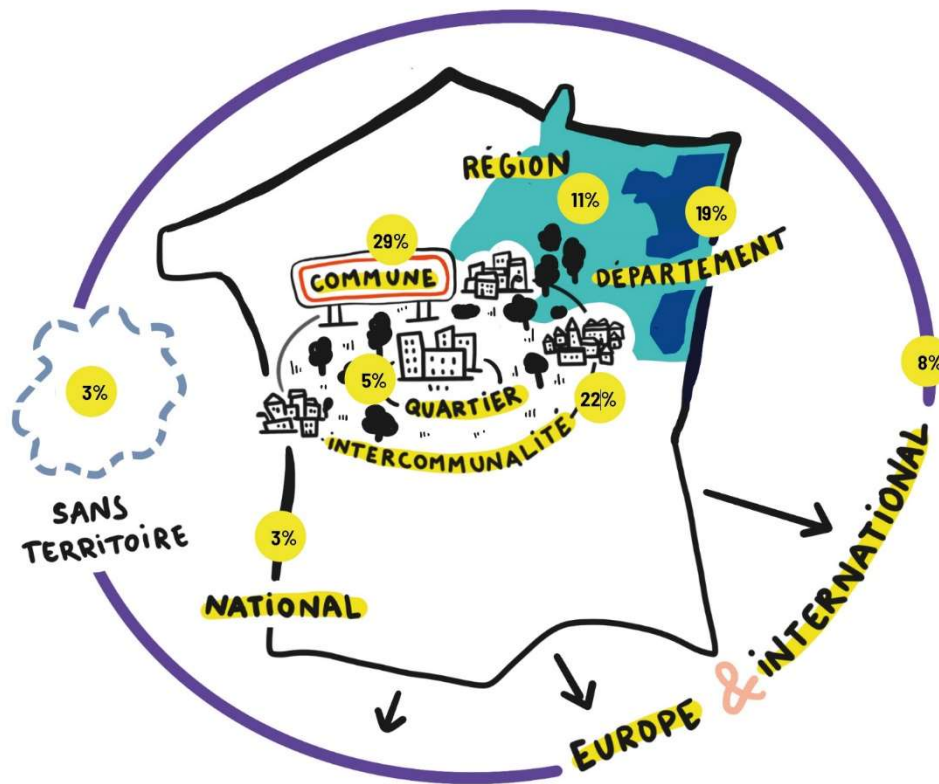 RÉGION
11%
19%
DÉPARTEMENT
29%
COMMUNE
5%
QUARTIER
22%
INTERCOMMUNALITÉ
8%
3%
SANS
TERRITOIRE
3%
NATIONAL
EUROPE & INTERNATIONAL